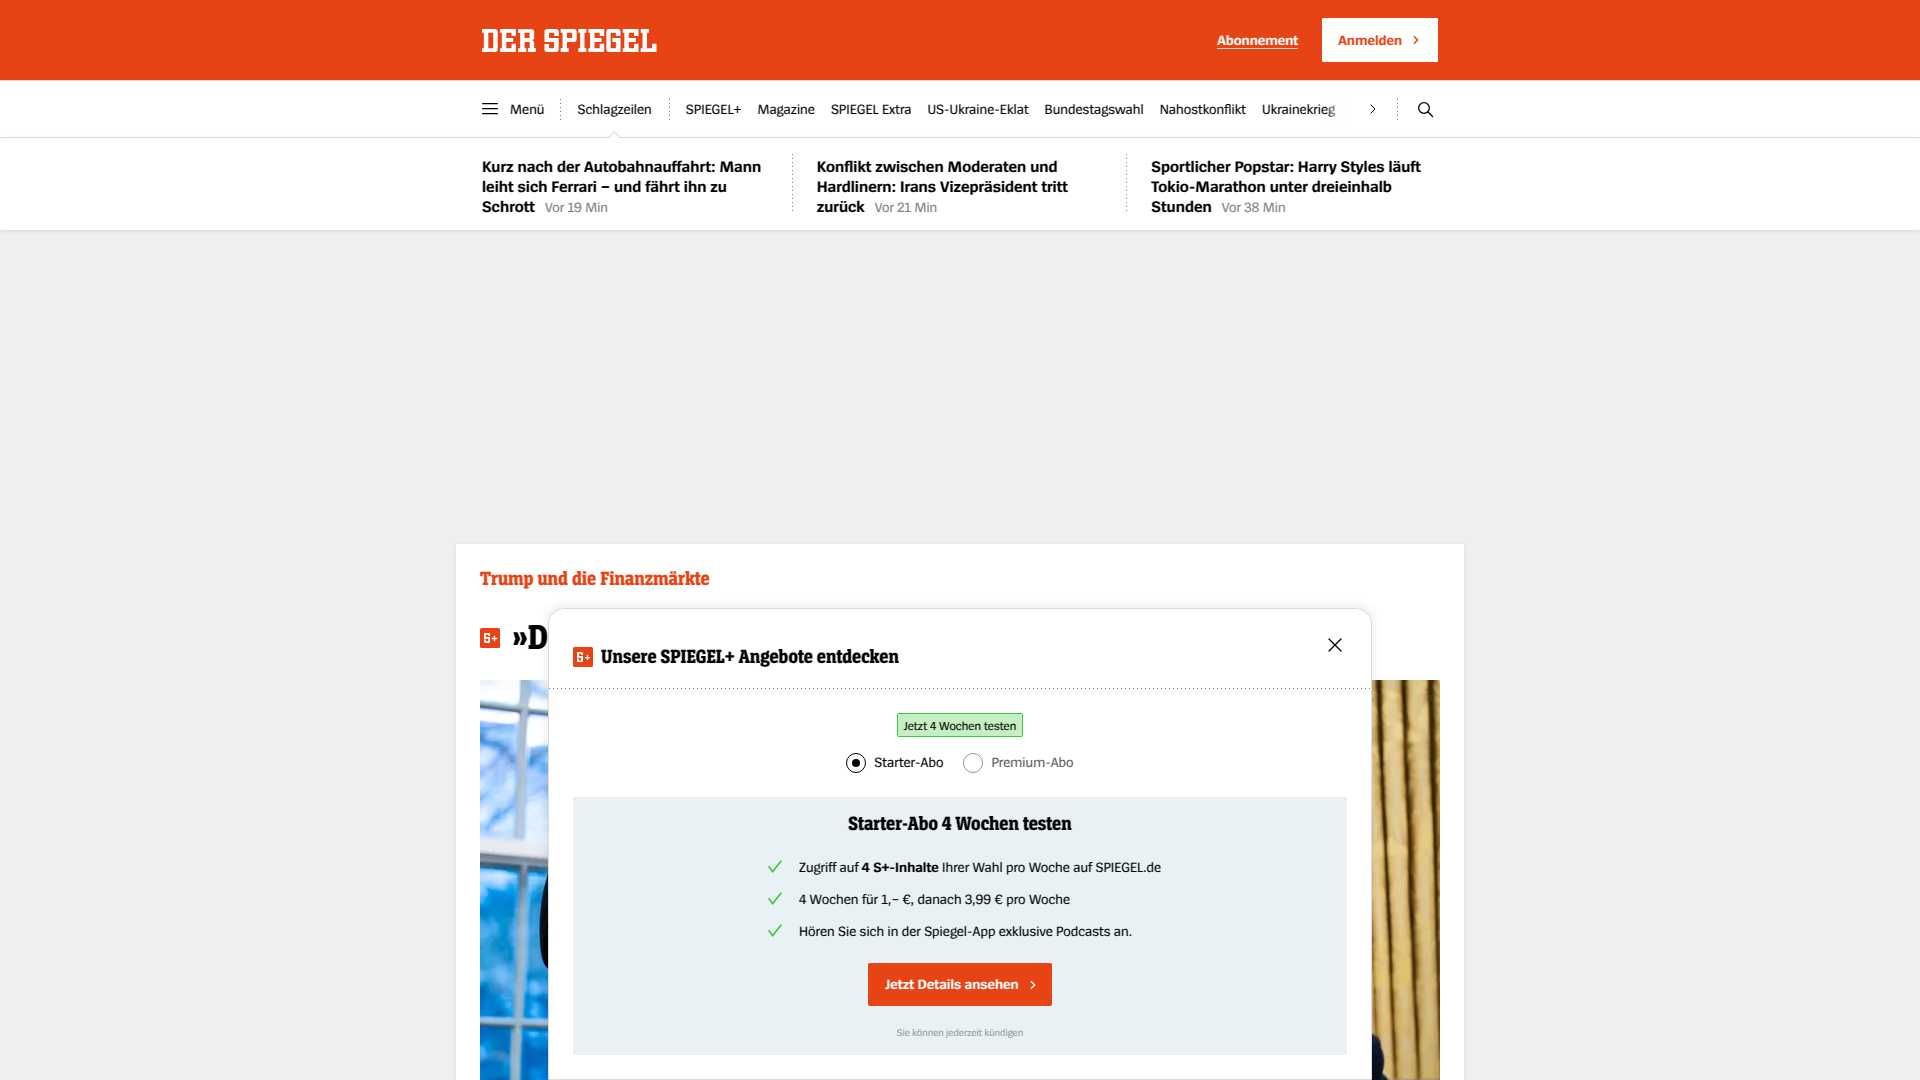 DER SPIEGEL
Abonnement
Anmelden
Menü
Schlagzeilen
SPIEGEL+
Magazine
SPIEGEL Extra
US-Ukraine-Eklat
Bundestagswahl
Nahostkonflikt
Ukrainekrieg
Kurz nach der Autobahnauffahrt: Mann
leiht sich Ferrari – und fährt ihn zu
Schrott Vor 19 Min
Konflikt zwischen Moderaten und
Hardlinern: Irans Vizepräsident tritt
zurück Vor 21 Min
Sportlicher Popstar: Harry Styles läuft
Tokio-Marathon unter dreieinhalb
Stunden Vor 38 Min
Trump und die Finanzmärkte
S+ »D
S+ Unsere SPIEGEL+ Angebote entdecken
Jetzt 4 Wochen testen
Starter-Abo
Premium-Abo
Starter-Abo 4 Wochen testen
Zugriff auf 4 S+-Inhalte Ihrer Wahl pro Woche auf SPIEGEL.de
4 Wochen für 1,– €, danach 3,99 € pro Woche
Hören Sie sich in der Spiegel-App exklusive Podcasts an.
Jetzt Details ansehen
Sie können jederzeit kündigen